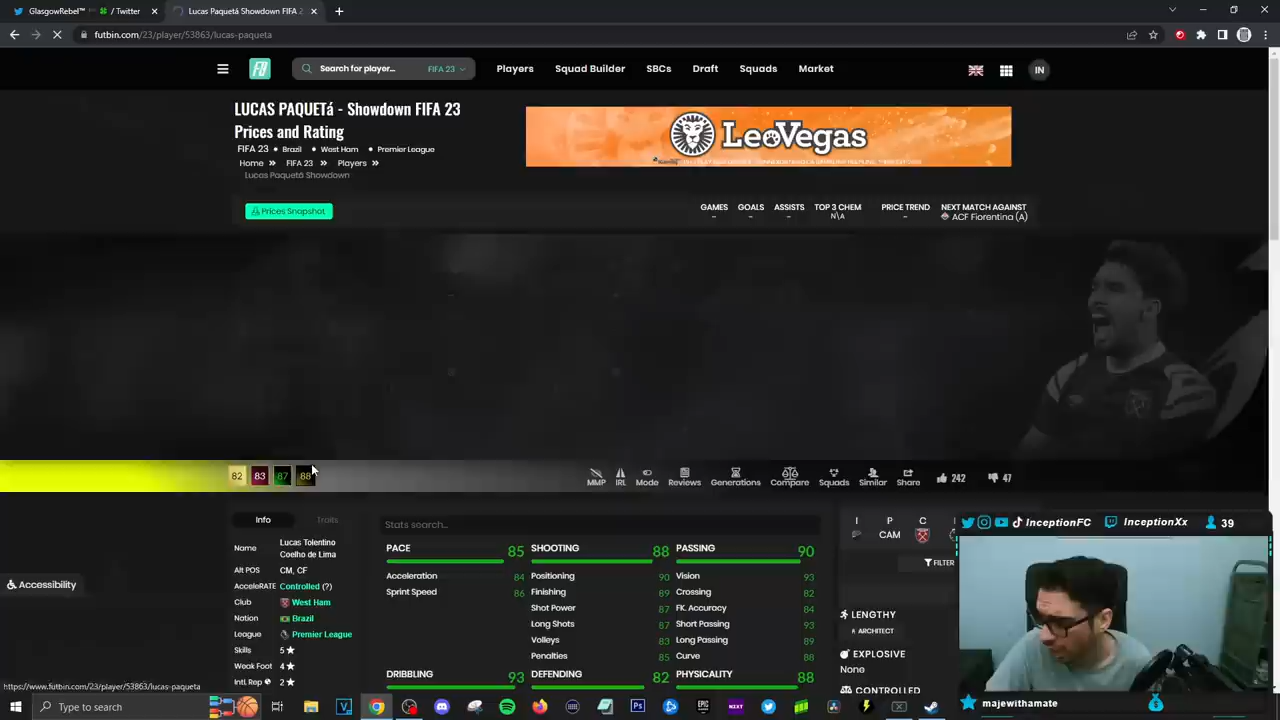 GlasgowRebel™ 🍀 / Twitter
Lucas Paquetá Showdown FIFA 2
futbin.com/23/player/53863/lucas-paqueta
Search for player...
FIFA 23
Players
Squad Builder
SBCs
Draft
Squads
Market
IN
LUCAS PAQUETá - Showdown FIFA 23
Prices and Rating
FIFA 23 • Brazil • West Ham • Premier League
Home » FIFA 23 » Players »
Lucas Paquetá Showdown
LeoVegas
Prices Snapshot
GAMES
-
GOALS
-
ASSISTS
-
TOP 3 CHEM
N\A
PRICE TREND
-
NEXT MATCH AGAINST
ACF Fiorentina (A)
82 83 87 88
MMP
IRL
Mode
Reviews
Generations
Compare
Squads
Similar
Share
242
47
Info
Traits
Name Lucas Tolentino
Coelho de Lima
Alt POS CM, CF
AcceleRATE Controlled (?)
Club West Ham
Nation Brazil
League Premier League
Skills 5★
Weak Foot 4★
Intl. Rep 2★
Stats search...
PACE 85
Acceleration 84
Sprint Speed 86
SHOOTING 88
Positioning 90
Finishing 89
Shot Power 87
Long Shots 87
Volleys 83
Penalties 85
PASSING 90
Vision 93
Crossing 82
FK. Accuracy 84
Short Passing 93
Long Passing 89
Curve 88
DRIBBLING 93
DEFENDING 82
PHYSICALITY 88
I P C
CAM
FILTER
LENGTHY
ARCHITECT
EXPLOSIVE
None
CONTROLLED
InceptionFC
InceptionXx
39
majewithamate
Accessibility
https://www.futbin.com/23/player/53863/lucas-paqueta
Type here to search